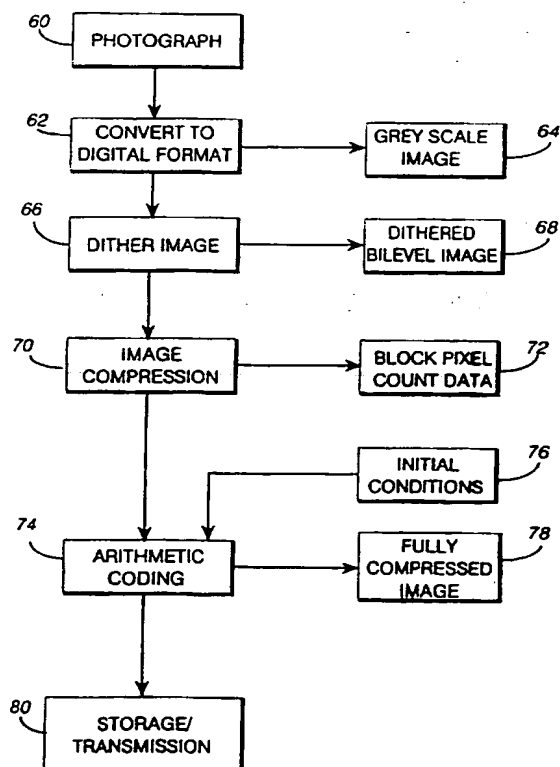 60
PHOTOGRAPH
62
CONVERT TO
DIGITAL FORMAT
64
GREY SCALE
IMAGE
66
DITHER IMAGE
68
DITHERED
BILEVEL IMAGE
70
IMAGE
COMPRESSION
72
BLOCK PIXEL
COUNT DATA
76
INITIAL
CONDITIONS
74
ARITHMETIC
CODING
78
FULLY
COMPRESSED
IMAGE
80
STORAGE/
TRANSMISSION